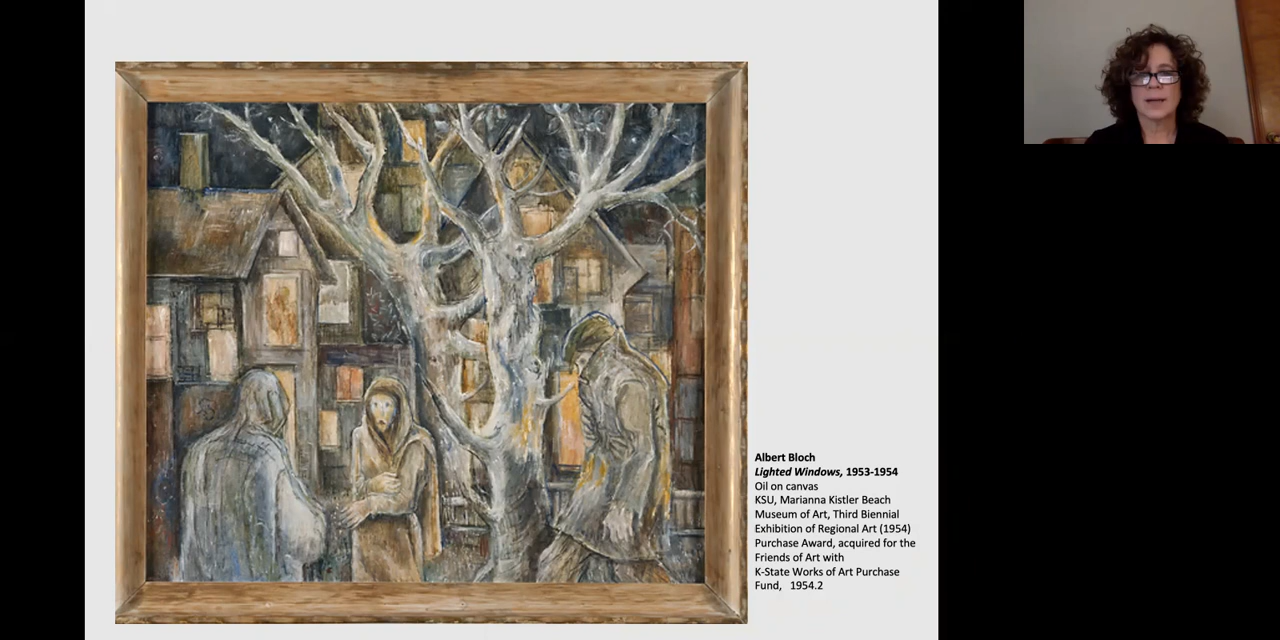 Albert Bloch
Lighted Windows, 1953-1954
Oil on canvas
KSU, Marianna Kistler Beach
Museum of Art, Third Biennial
Exhibition of Regional Art (1954)
Purchase Award, acquired for the
Friends of Art with
K-State Works of Art Purchase
Fund, 1954.2